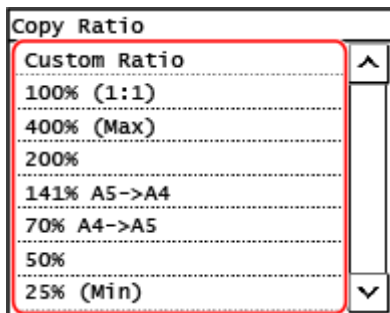 Copy Ratio
Custom Ratio
100% (1:1)
400% (Max)
200%
141% A5->A4
70% A4->A5
50%
25% (Min)